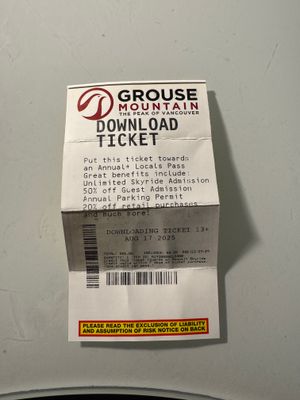 GROUSE
MOUNTAIN
THE PEAK OF VANCOUVER
DOWNLOAD
TICKET
Put this ticket towards
an Annual* Locals Pass
Great benefits include:
Unlimited Skyride Admission
50% off Guest Admission
Annual Parking Permit
20% off retail purchases
and much more!
DOWNLOADING TICKET 13+
AUG 17 2025
PLEASE READ THE EXCLUSION OF LIABILITY
AND ASSUMPTION OF RISK NOTICE ON BACK